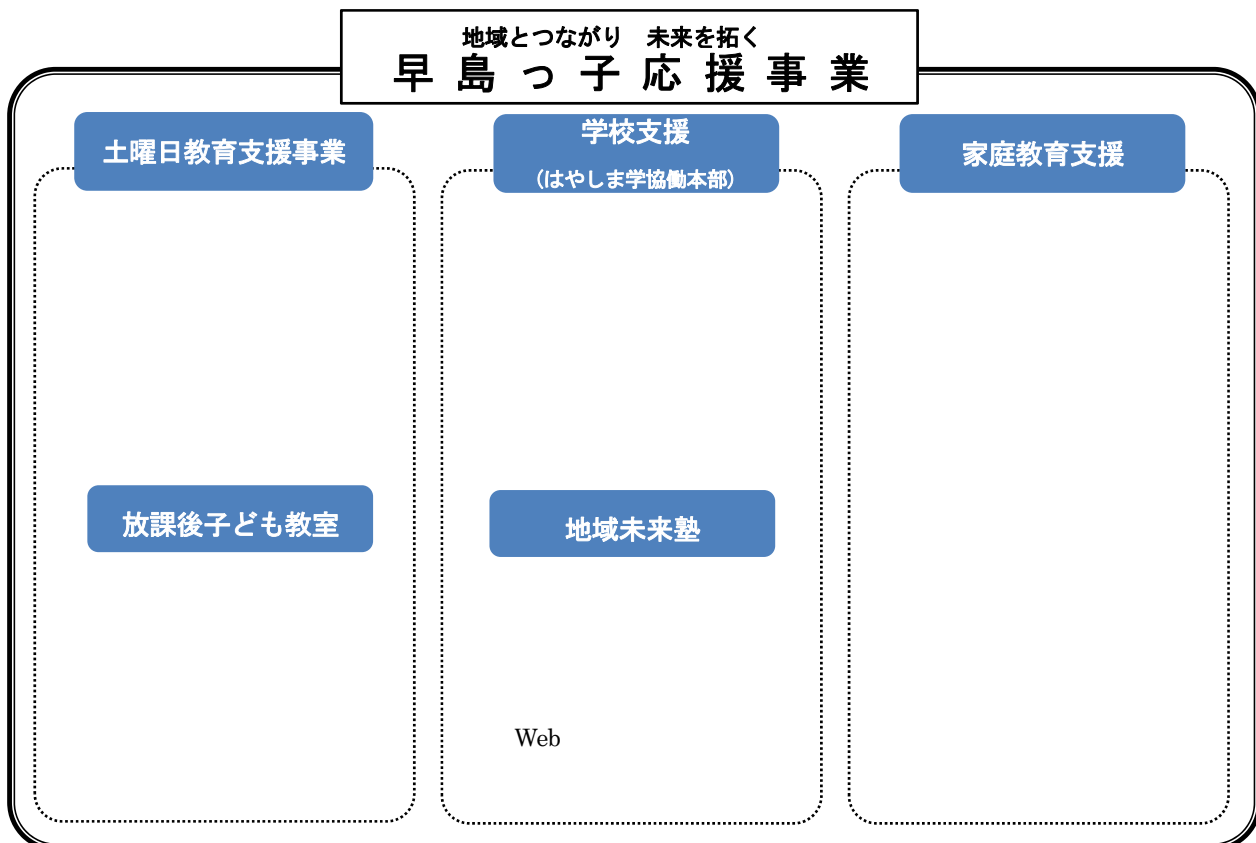 地域とつながり　未来を拓く
早島っ子応援事業
土曜日教育支援事業
学校支援
(はやしま学協働本部)
家庭教育支援
放課後子ども教室
地域未来塾
Web